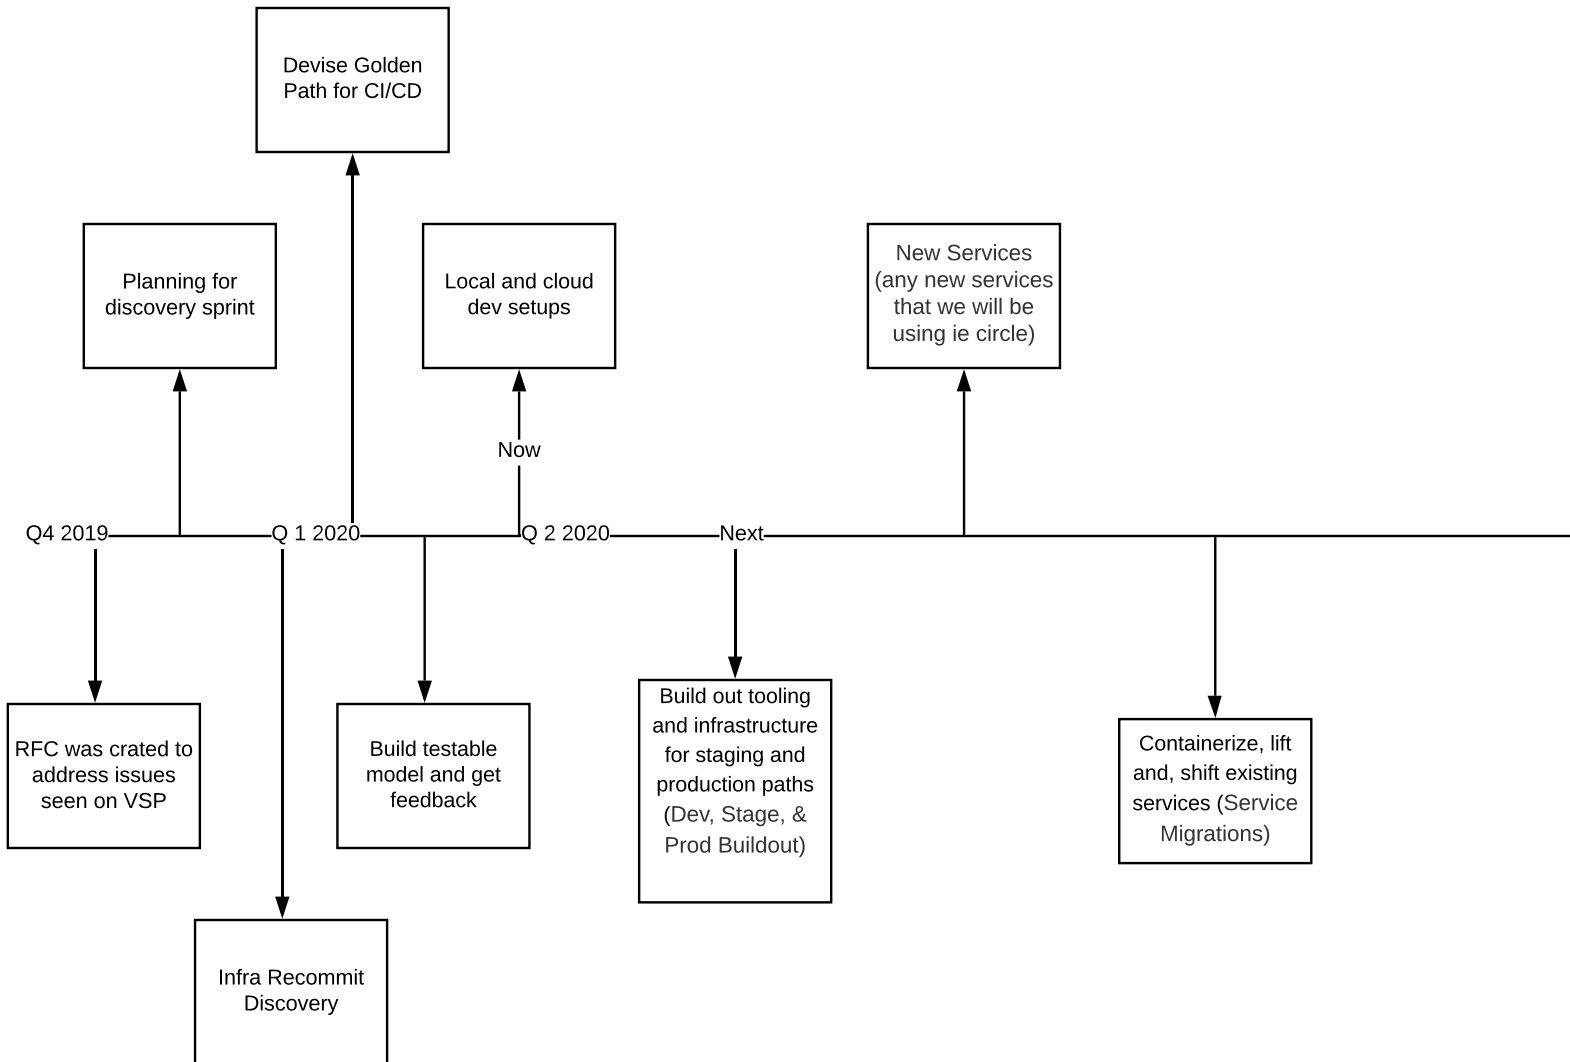 Devise Golden
Path for CI/CD
Planning for
discovery sprint
Local and cloud
dev setups
New Services
(any new services
that we will be
using ie circle)
Now
Q4 2019
Q 1 2020
Q 2 2020
Next
RFC was crated to
address issues
seen on VSP
Build testable
model and get
feedback
Build out tooling
and infrastructure
for staging and
production paths
(Dev, Stage, &
Prod Buildout)
Containerize, lift
and, shift existing
services (Service
Migrations)
Infra Recommit
Discovery